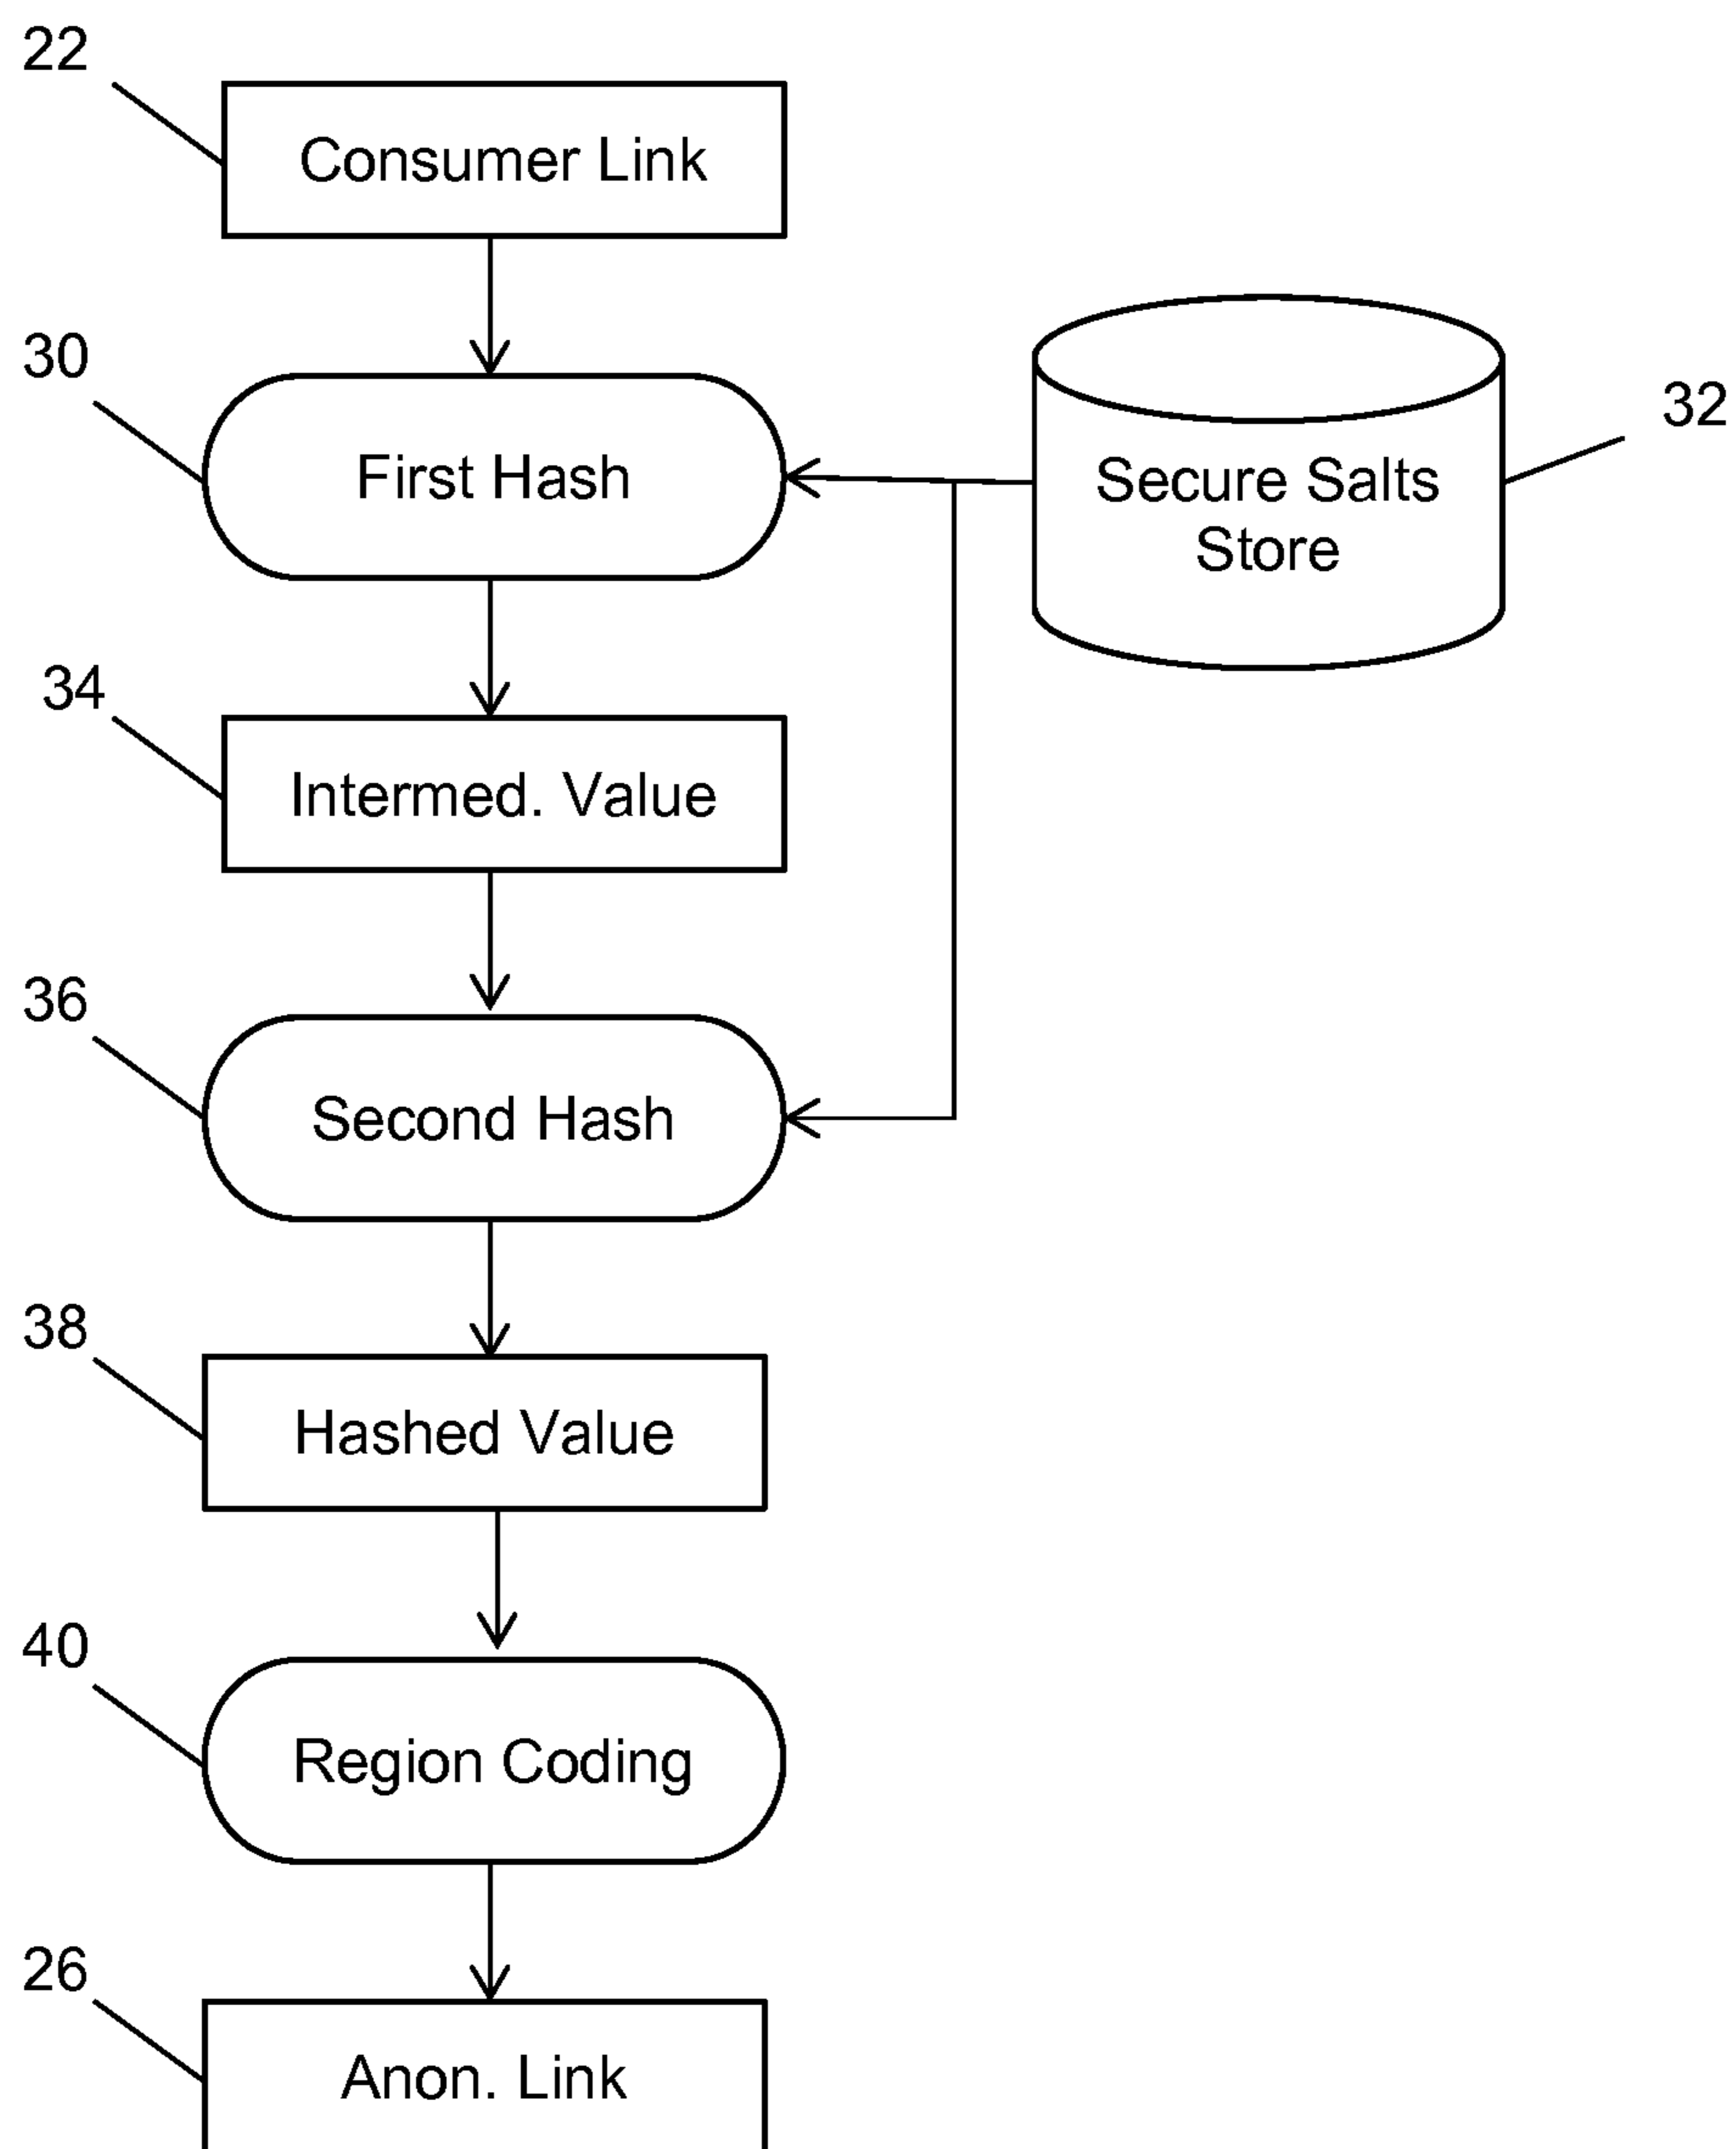 22
Consumer Link
30
First Hash
32
Secure Salts
Store
34
Intermed. Value
36
Second Hash
38
Hashed Value
40
Region Coding
26
Anon. Link